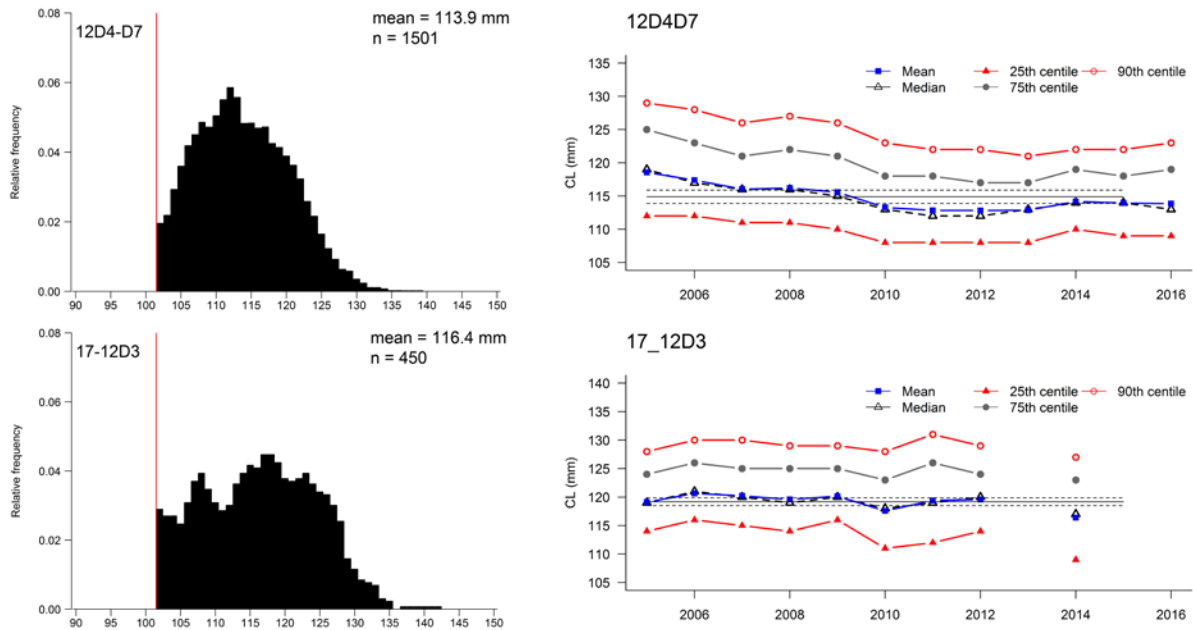 12D4-D7
mean = 113.9 mm
n = 1501
Relative frequency
0.08
0.06
0.04
0.02
0.00
90 95 100 105 110 115 120 125 130 135 140 145 150
12D4D7
Mean 25th centile 90th centile
Median 75th centile
CL (mm)
135
130
125
120
115
110
105
2006 2008 2010 2012 2014 2016
17-12D3
mean = 116.4 mm
n = 450
Relative frequency
0.08
0.06
0.04
0.02
0.00
90 95 100 105 110 115 120 125 130 135 140 145 150
17_12D3
Mean 25th centile 90th centile
Median 75th centile
CL (mm)
140
135
130
125
120
115
110
105
2006 2008 2010 2012 2014 2016